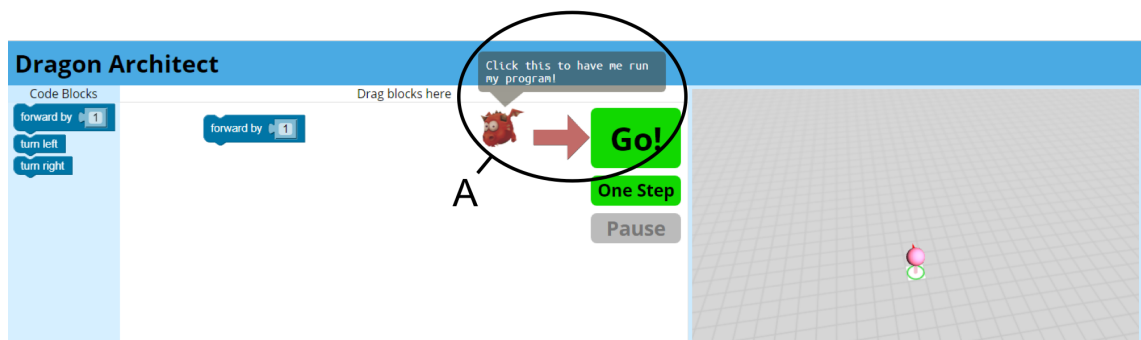 Dragon Architect
Click this to have me run
my program!
Code Blocks
Drag blocks here
forward by 1
turn left
turn right
forward by 1
Go!
One Step
Pause
A